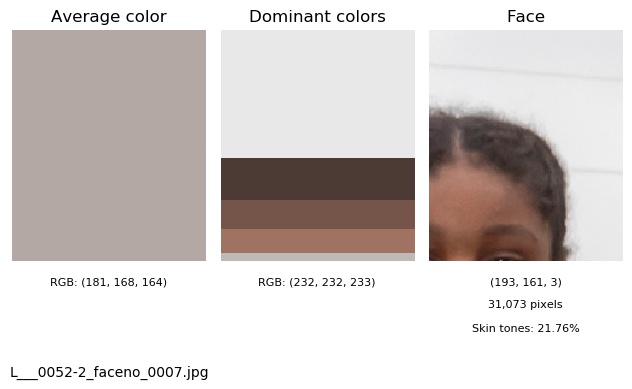 Average color
Dominant colors
Face
RGB: (181, 168, 164)
RGB: (232, 232, 233)
(193, 161, 3)
31,073 pixels
Skin tones: 21.76%
L___0052-2_faceno_0007.jpg